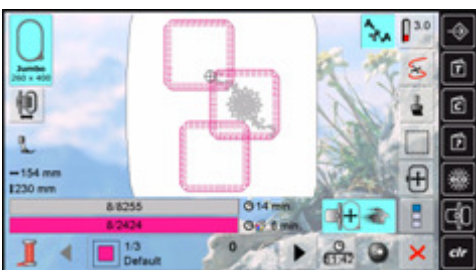 Jumbo
260 x 400
3.0
154 mm
230 mm
8/8255
14 min
8/2424
1/3
Default
0
clr